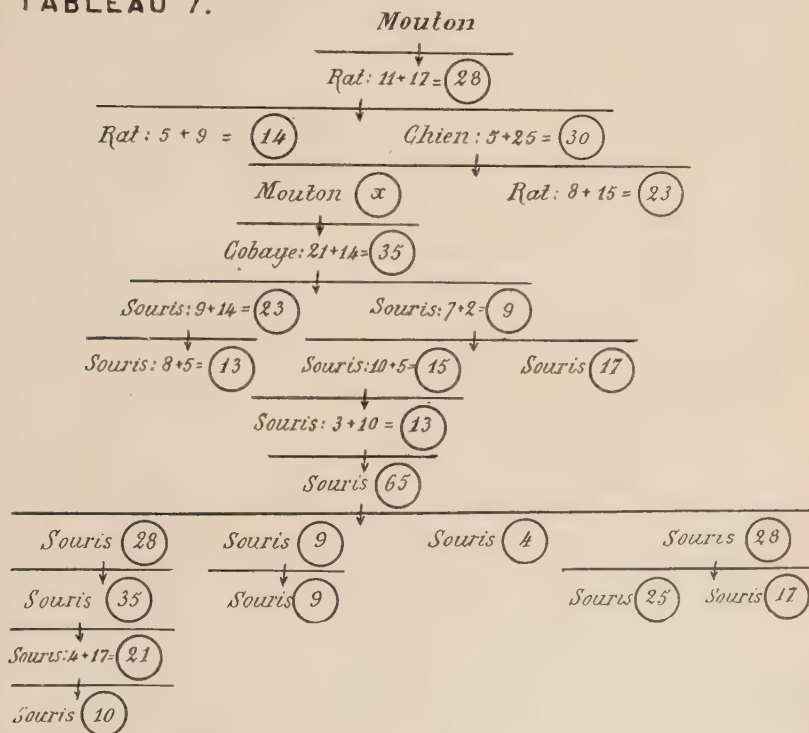 TABLEAU 7.
Mouton
Rat: 11+17= 28
Rat: 5 + 9 = 14 Chien: 5+25= 30
Mouton x Rat: 8+15= 23
Cobaye: 21+14= 35
Souris: 9+14= 23 Souris: 7+2= 9
Souris: 8+5= 13 Souris: 10+5= 15 Souris 17
Souris: 3+10 = 13
Souris 65
Souris 28 Souris 9 Souris 4 Souris 28
Souris 35 Souris 9 Souris 25 Souris 17
Souris: 4+17= 21
Souris 10